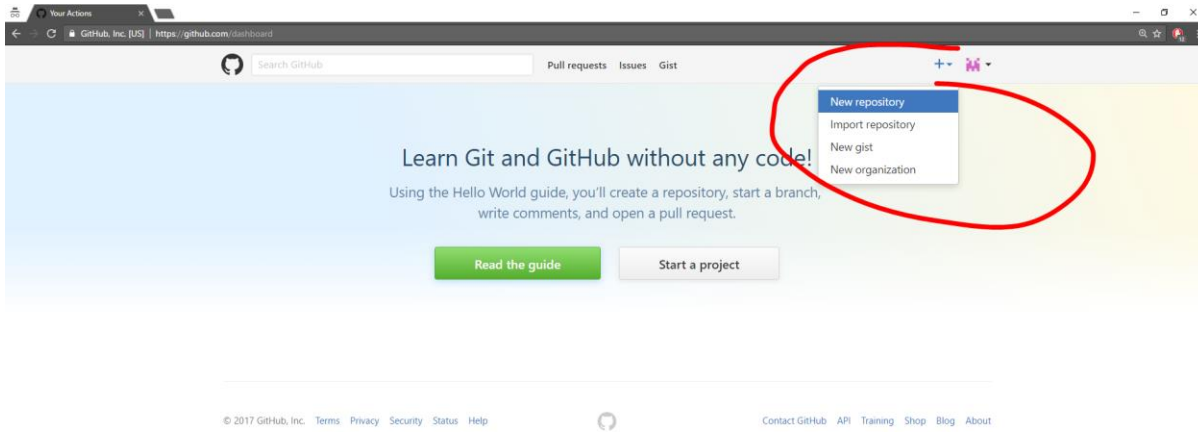 Your Actions
GitHub, Inc. [US] | https://github.com/dashboard
Search GitHub Pull requests Issues Gist
New repository
Import repository
New gist
New organization
Learn Git and GitHub without any code!
Using the Hello World guide, you'll create a repository, start a branch,
write comments, and open a pull request.
Read the guide Start a project
© 2017 GitHub, Inc. Terms Privacy Security Status Help Contact GitHub API Training Shop Blog About